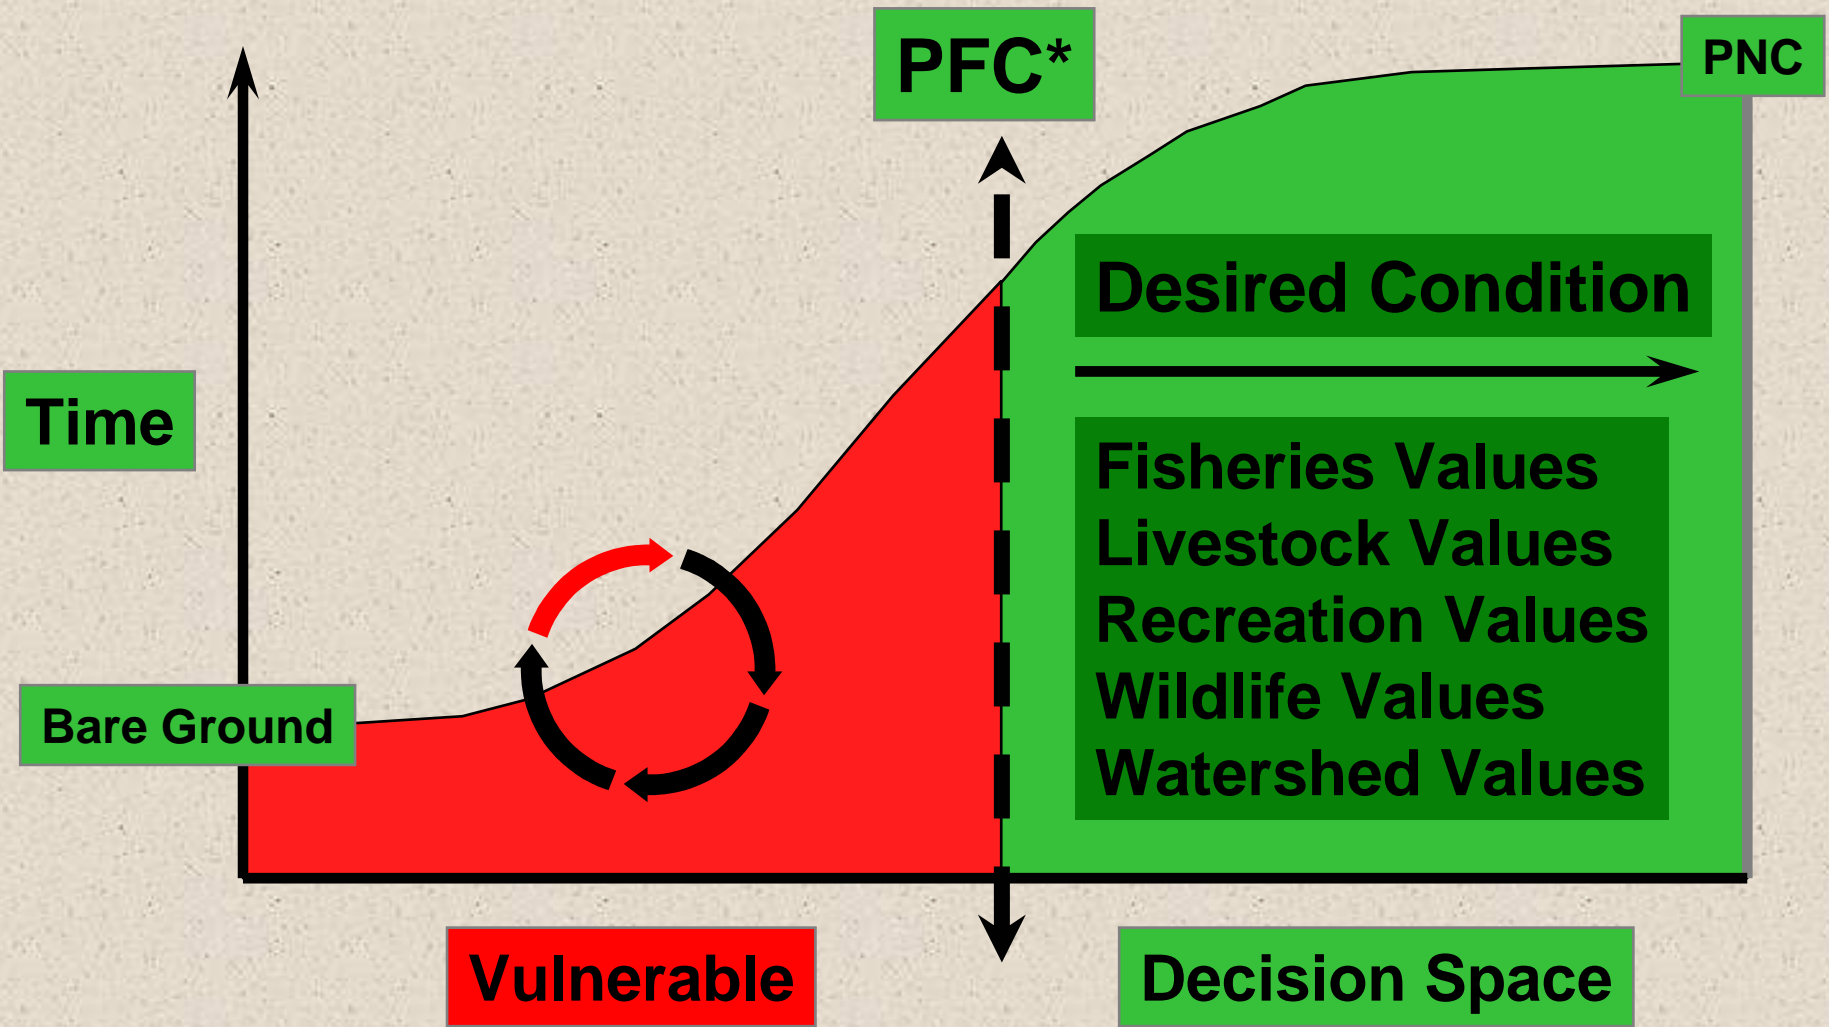 PFC*
PNC
Desired Condition
Time
Fisheries Values
Livestock Values
Recreation Values
Wildlife Values
Watershed Values
Bare Ground
Vulnerable
Decision Space